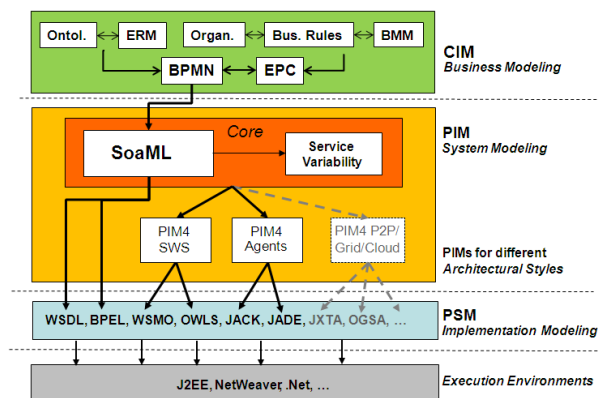 Ontol.
ERM
Organ.
Bus. Rules
BMM
BPMN
EPC
CIM
Business Modeling
Core
SoaML
Service
Variability
PIM
System Modeling
PIM4
SWS
PIM4
Agents
PIM4 P2P/
Grid/Cloud
PIMs for different
Architectural Styles
WSDL, BPEL, WSMO, OWLS, JACK, JADE, JXTA, OGSA, ...
PSM
Implementation Modeling
J2EE, NetWeaver, .Net, ...
Execution Environments